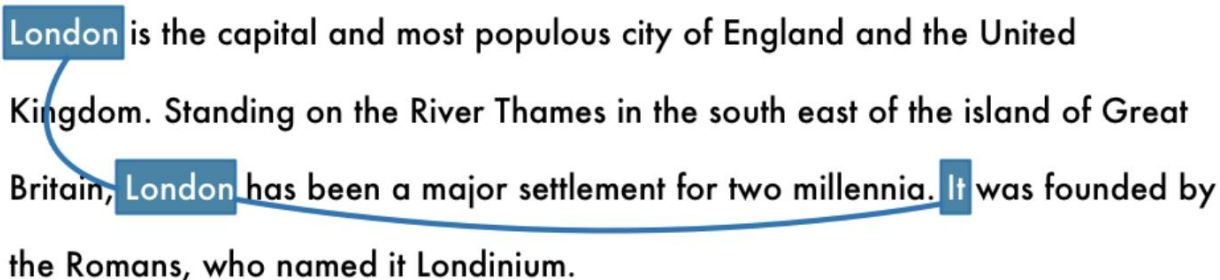 London is the capital and most populous city of England and the United
Kingdom. Standing on the River Thames in the south east of the island of Great
Britain, London has been a major settlement for two millennia. It was founded by
the Romans, who named it Londinium.